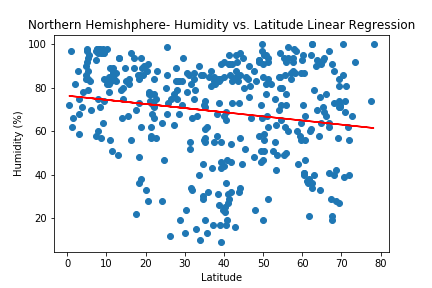 Northern Hemishphere- Humidity vs. Latitude Linear Regression
100
80
60
40
20
Humidity (%)
0 10 20 30 40 50 60 70 80
Latitude